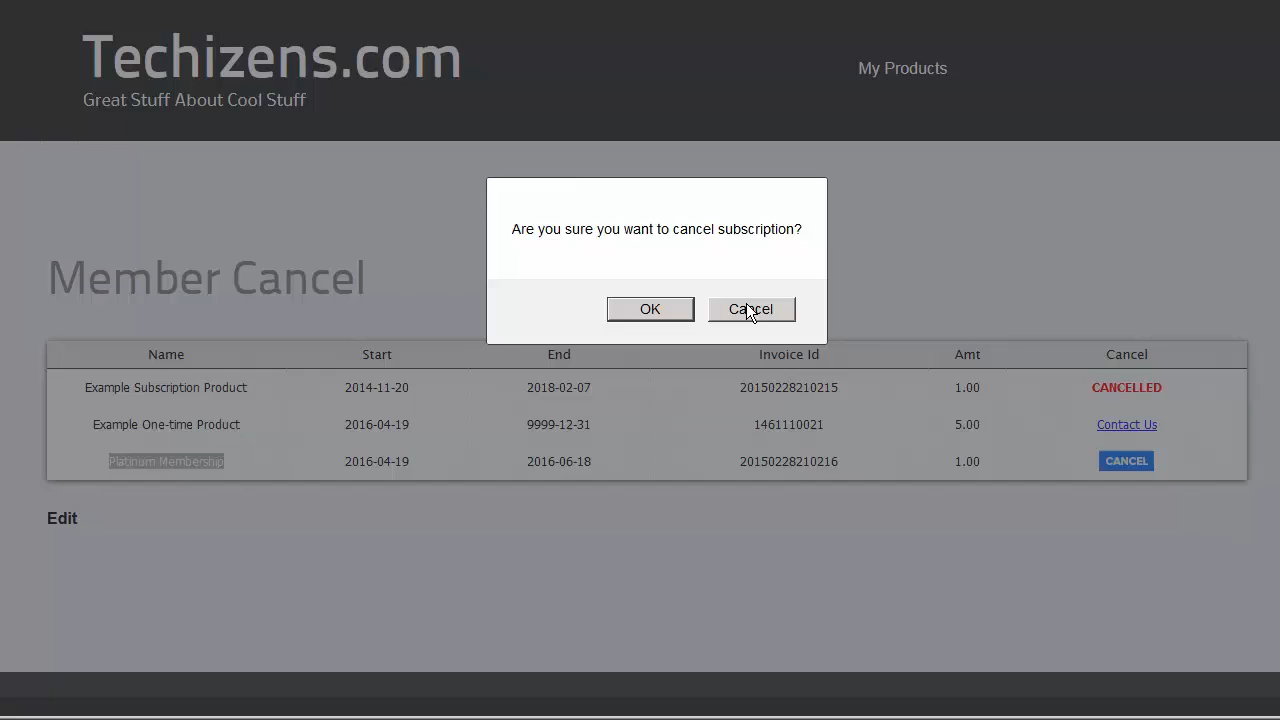 Techizens.com
Great Stuff About Cool Stuff
My Products
Are you sure you want to cancel subscription?
OK Cancel
Member Cancel
Name Start End Invoice Id Amt Cancel
Example Subscription Product 2014-11-20 2018-02-07 20150228210215 1.00 CANCELLED
Example One-time Product 2016-04-19 9999-12-31 1461110021 5.00 Contact Us
Platinum Membership 2016-04-19 2016-06-18 20150228210216 1.00 CANCEL
Edit